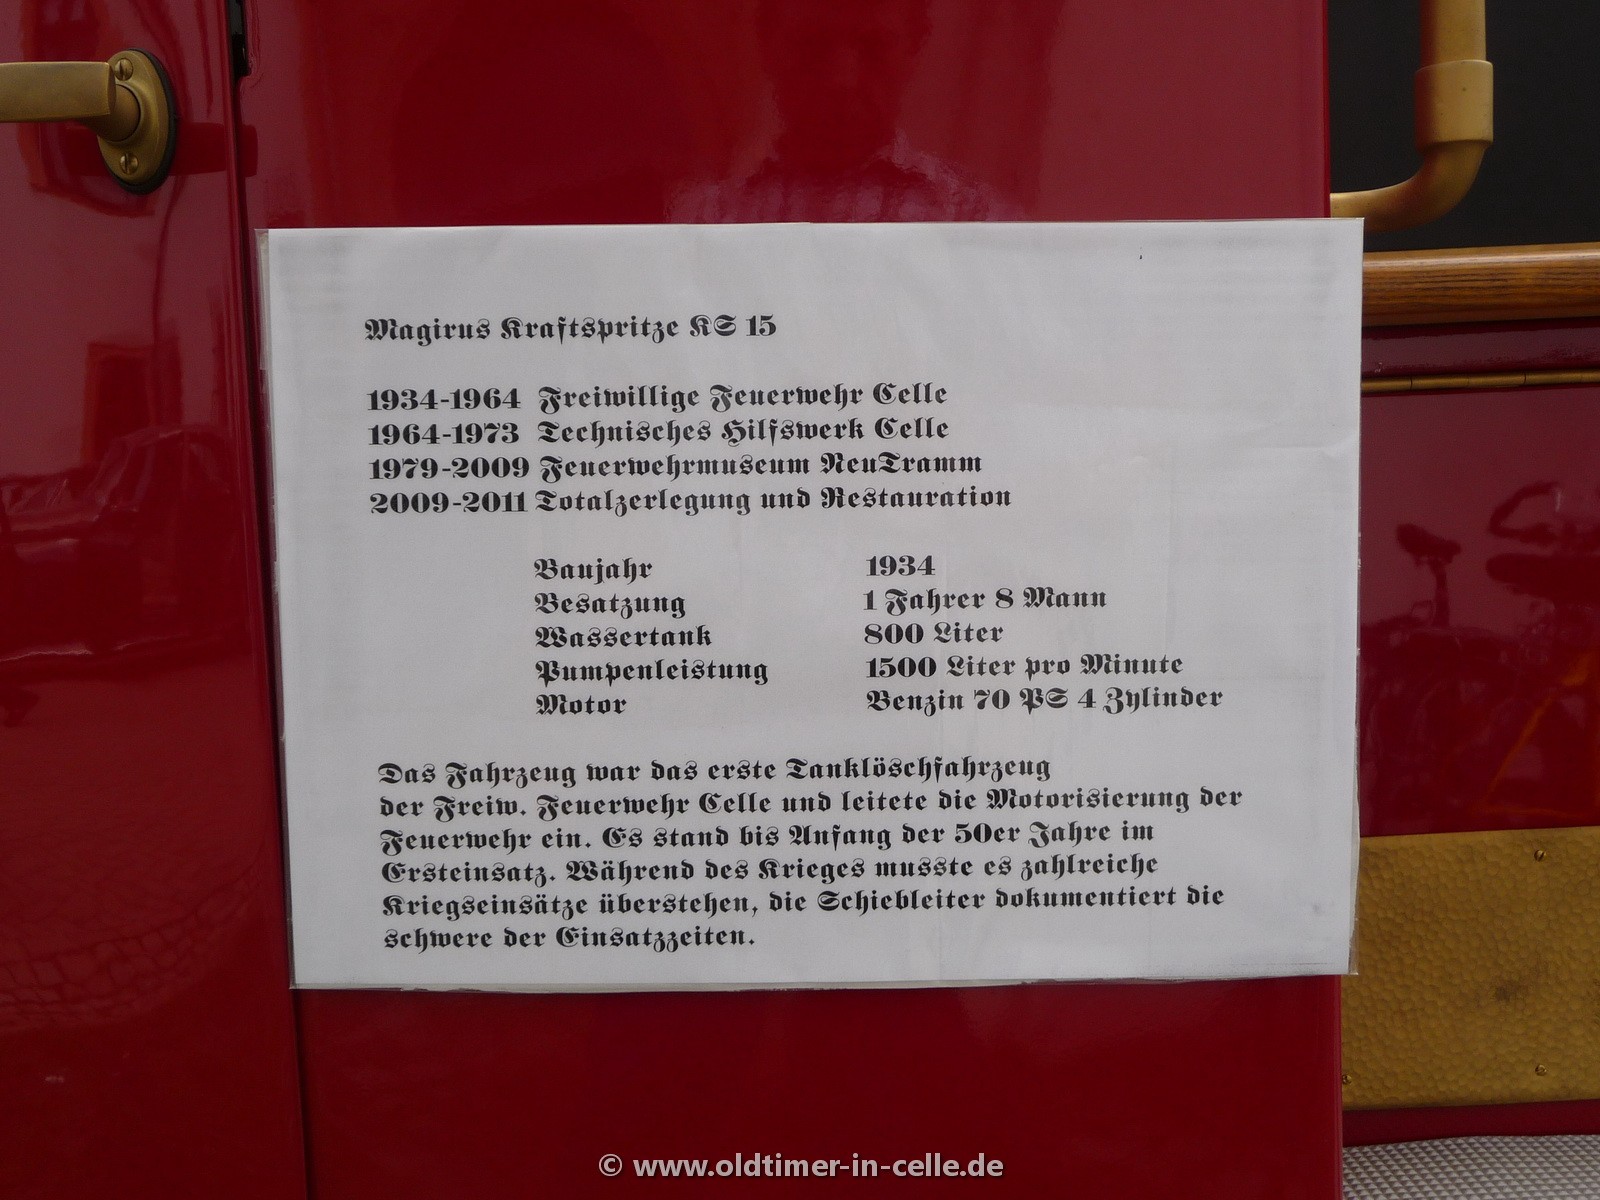 Magirus Kraftspritze KS 15
1934-1964 Freiwillige Feuerwehr Celle
1964-1973 Technisches Hilfswerk Celle
1979-2009 Feuerwehrmuseum NeuTramm
2009-2011 Totalzerlegung und Restauration
Baujahr 1934
Besatzung 1 Fahrer 8 Mann
Wassertank 800 Liter
Pumpenleistung 1500 Liter pro Minute
Motor Benzin 70 PS 4 Zylinder
Das Fahrzeug war das erste Tanklöschfahrzeug
der Freiw. Feuerwehr Celle und leitete die Motorisierung der
Feuerwehr ein. Es stand bis Anfang der 50er Jahre im
Ersteinsatz. Während des Krieges musste es zahlreiche
Kriegseinsätze überstehen, die Schiebleiter dokumentiert die
schwere der Einsatzzeiten.
© www.oldtimer-in-celle.de